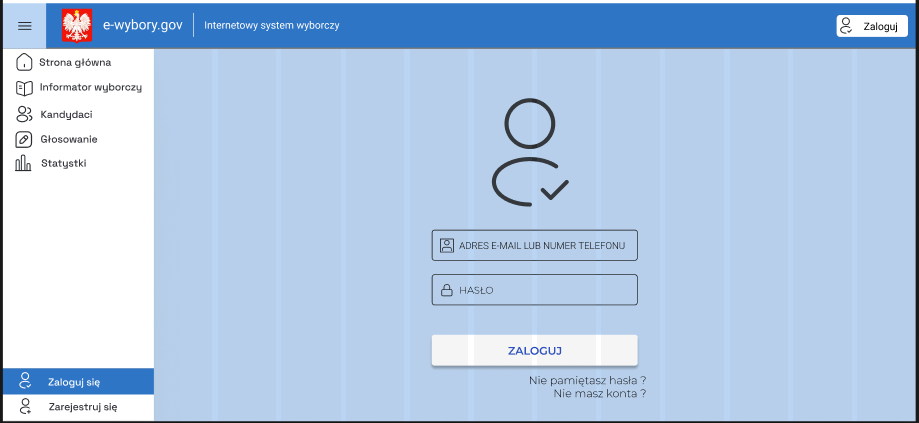 e-wybory.gov
Internetowy system wyborczy
Zaloguj
Strona główna
Informator wyborczy
Kandydaci
Głosowanie
Statystki
ADRES E-MAIL LUB NUMER TELEFONU
HASŁO
ZALOGUJ
Nie pamiętasz hasła ?
Nie masz konta ?
Zaloguj się
Zarejestruj się